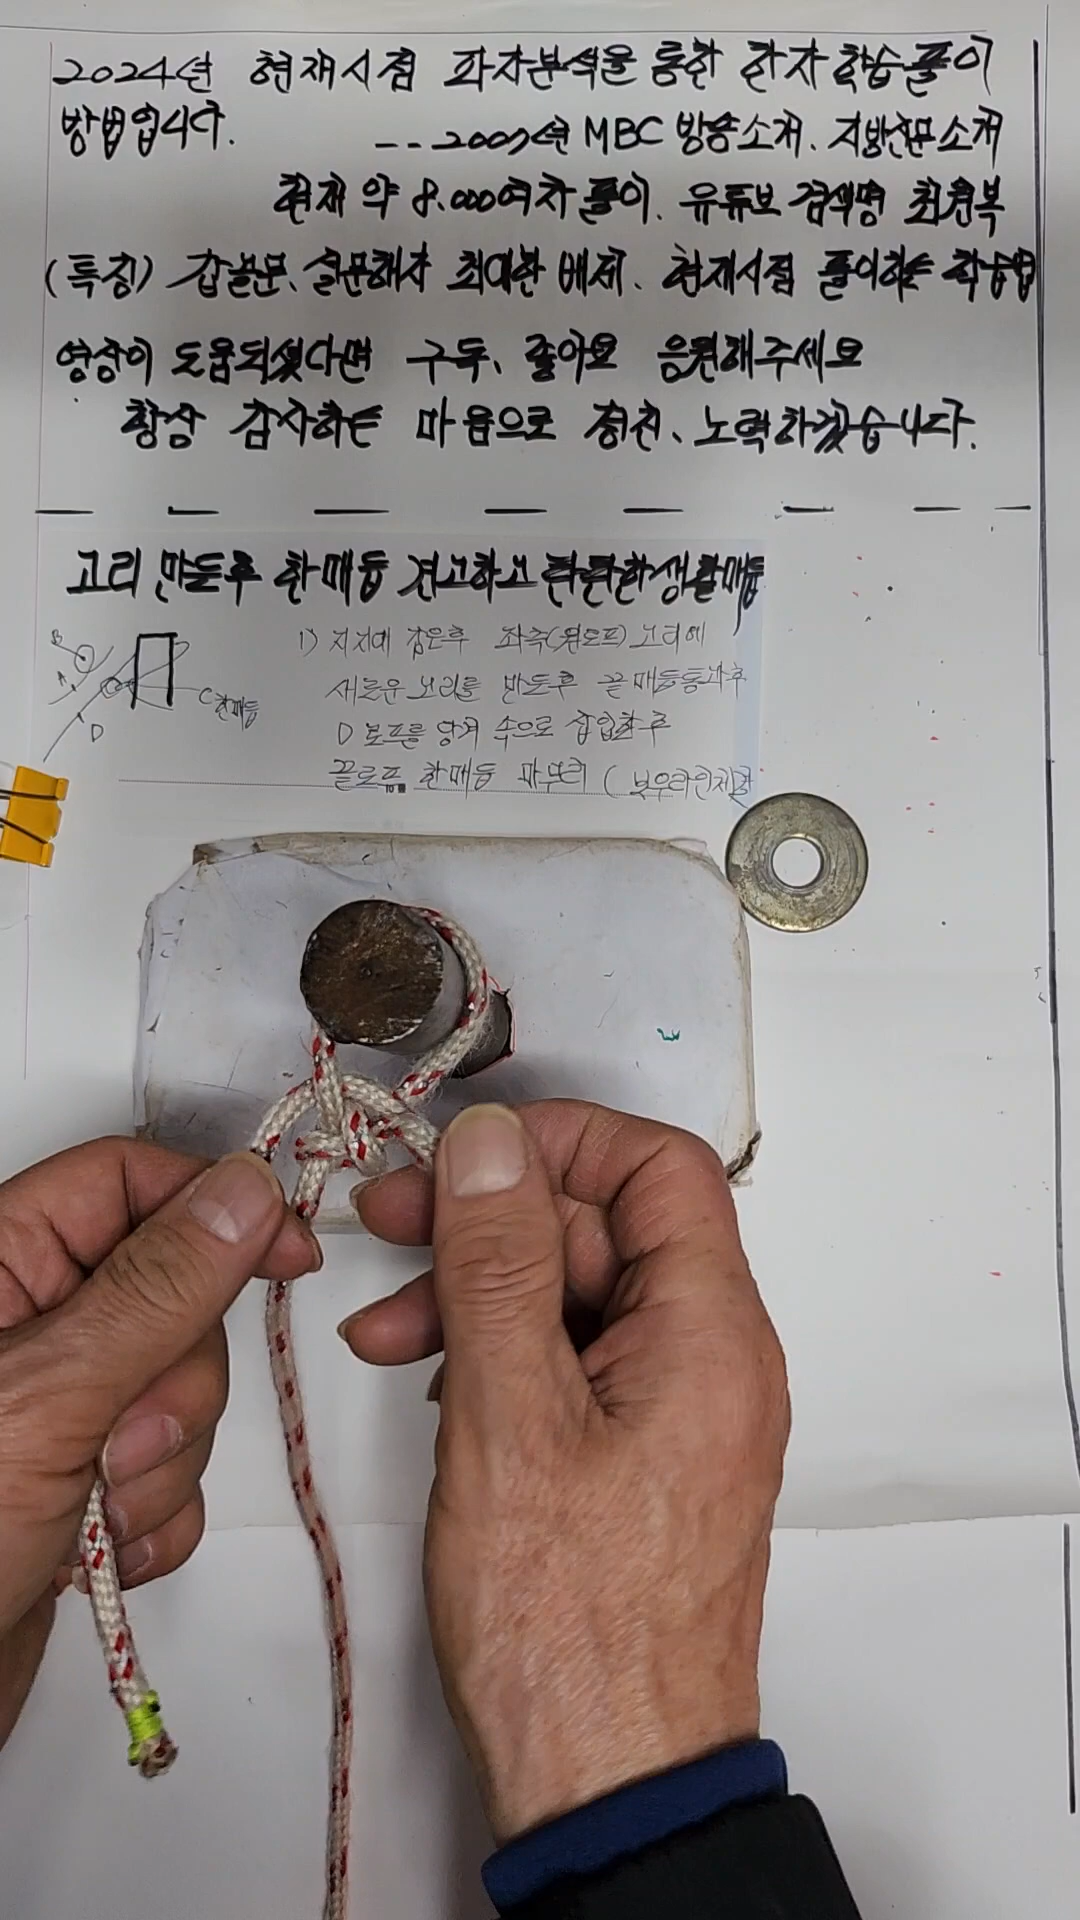 2024년 현재시점 파자분석을 통한 한자 학습풀이
방법입니다.
--2007년 MBC 방송소개. 지방신문소개
현재 약 8.000여자 풀이. 유튜브 검색명 최원복
(특징) 갑골문, 설문해자 최대한 배제. 현재시점 풀이하는 학습법
영상이 도움되셨다면 구독, 좋아요 응원해주세요
항상 감사하는 마음으로 정진, 노력하겠습니다.
고리 만든후 한매듭 견고하고 탄탄한 생활매듭
1) 지지대 감은후 좌측(원로프) 고리에
새로운 고리를 만든후 끝 매듭통과후
D 로프를 당겨 속으로 삽입한 후
끝로프 한매듭 마무리 (보우라인치환
B
A
C 한매듭
D